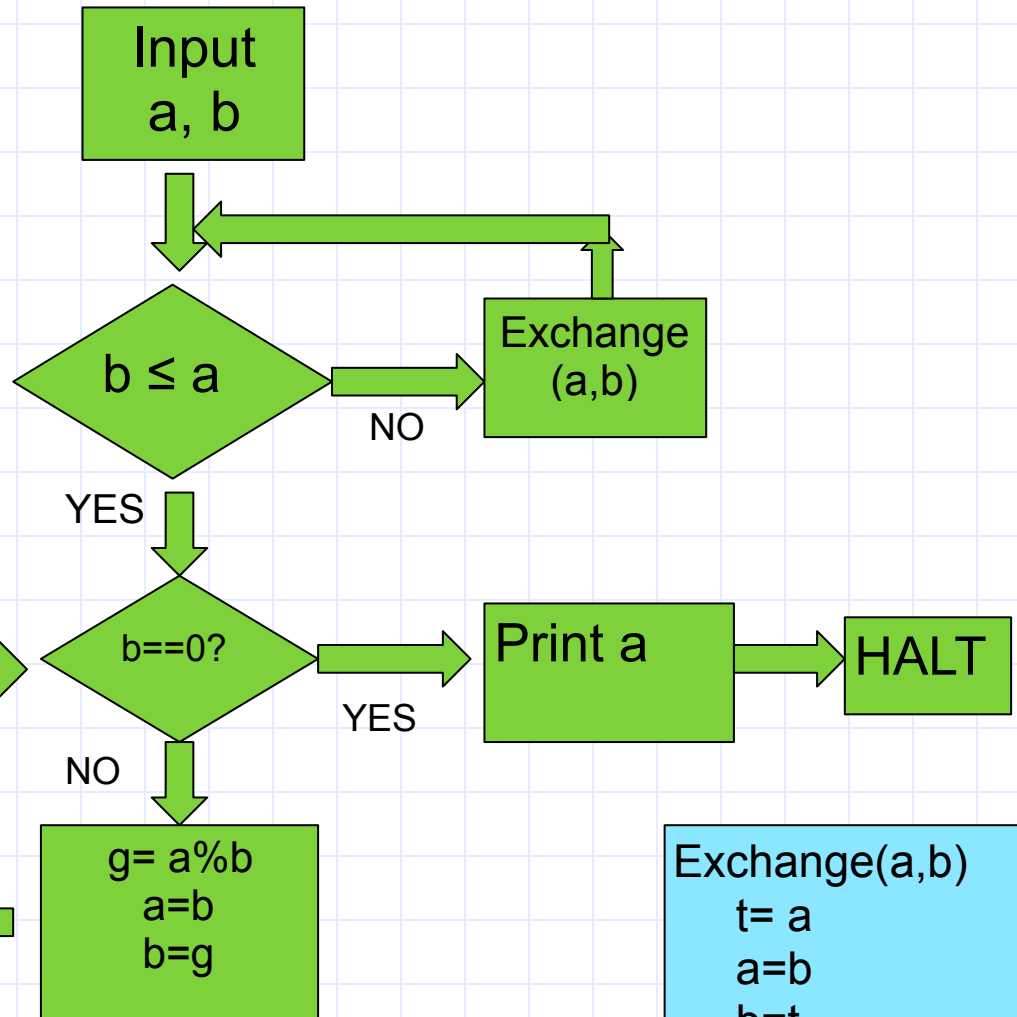 Input
a, b
b ≤ a
Exchange
(a,b)
NO
YES
b==0?
Print a
HALT
YES
NO
g= a%b
a=b
b=g
Exchange(a,b)
t= a
a=b
b=t